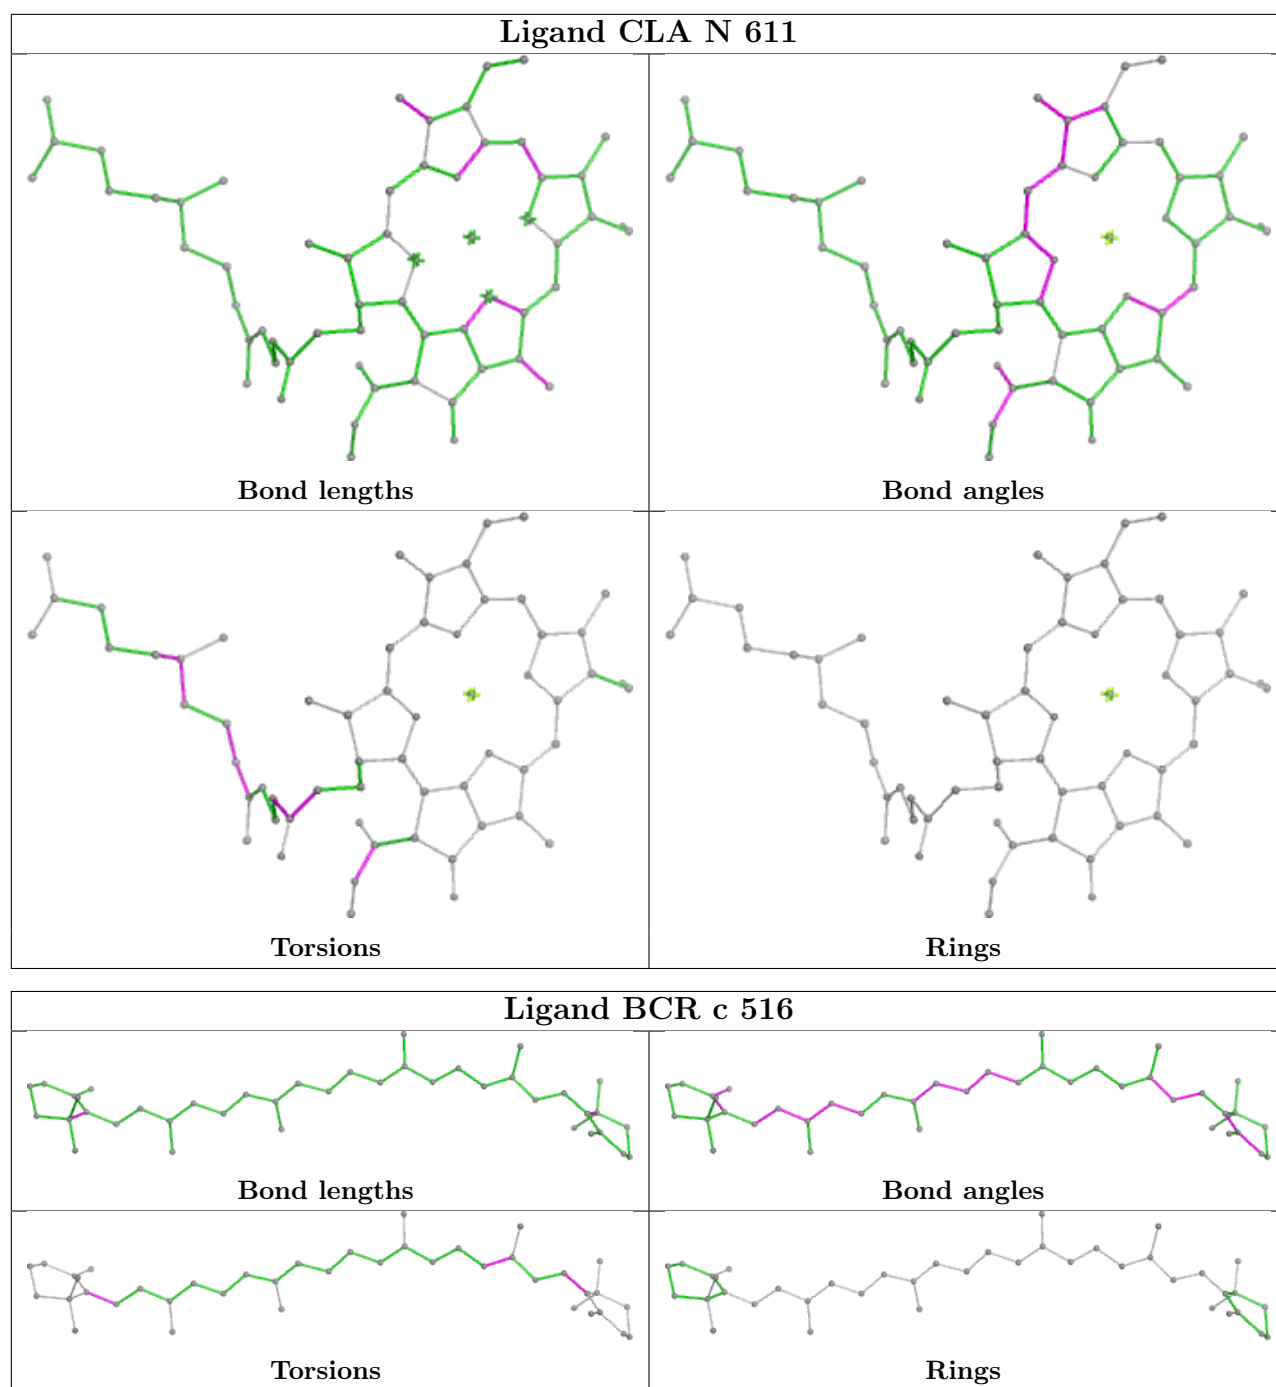 Ligand CLA N 611
Bond lengths
Bond angles
Torsions
Rings
Ligand BCR c 516
Bond lengths
Bond angles
Torsions
Rings